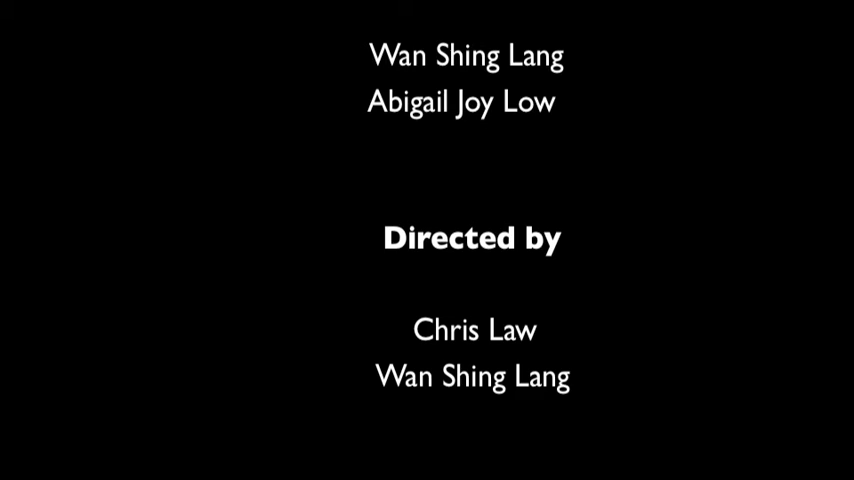 Wan Shing Lang
Abigail Joy Low
Directed by
Chris Law
Wan Shing Lang